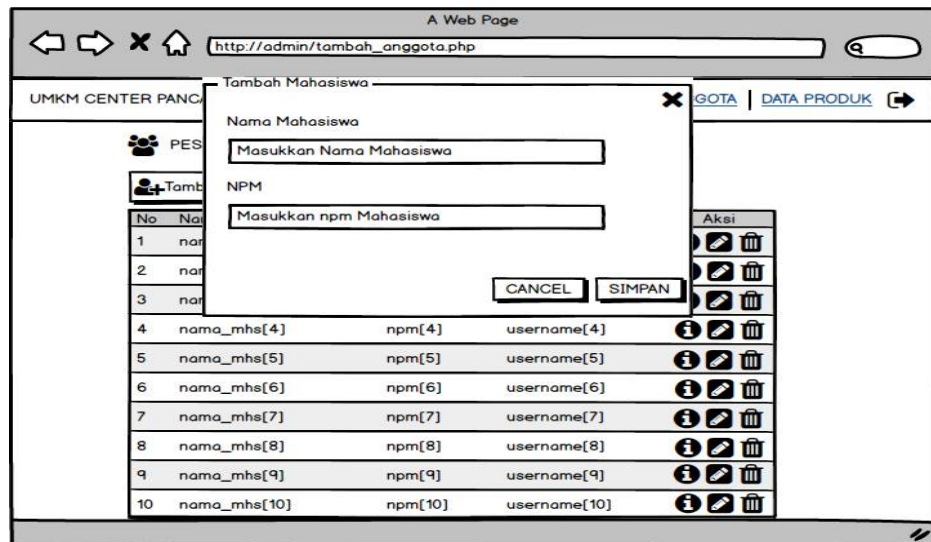 A Web Page
http://admin/tambah_anggota.php
UMKM CENTER PANCA
GOTA | DATA PRODUK
PES
Tamb
Tambah Mahasiswa
Nama Mahasiswa
Masukkan Nama Mahasiswa
NPM
Masukkan npm Mahasiswa
CANCEL SIMPAN
No Na Aksi
1 nar
2 nar
3 nar
4 nama_mhs[4] npm[4] username[4]
5 nama_mhs[5] npm[5] username[5]
6 nama_mhs[6] npm[6] username[6]
7 nama_mhs[7] npm[7] username[7]
8 nama_mhs[8] npm[8] username[8]
9 nama_mhs[9] npm[9] username[9]
10 nama_mhs[10] npm[10] username[10]